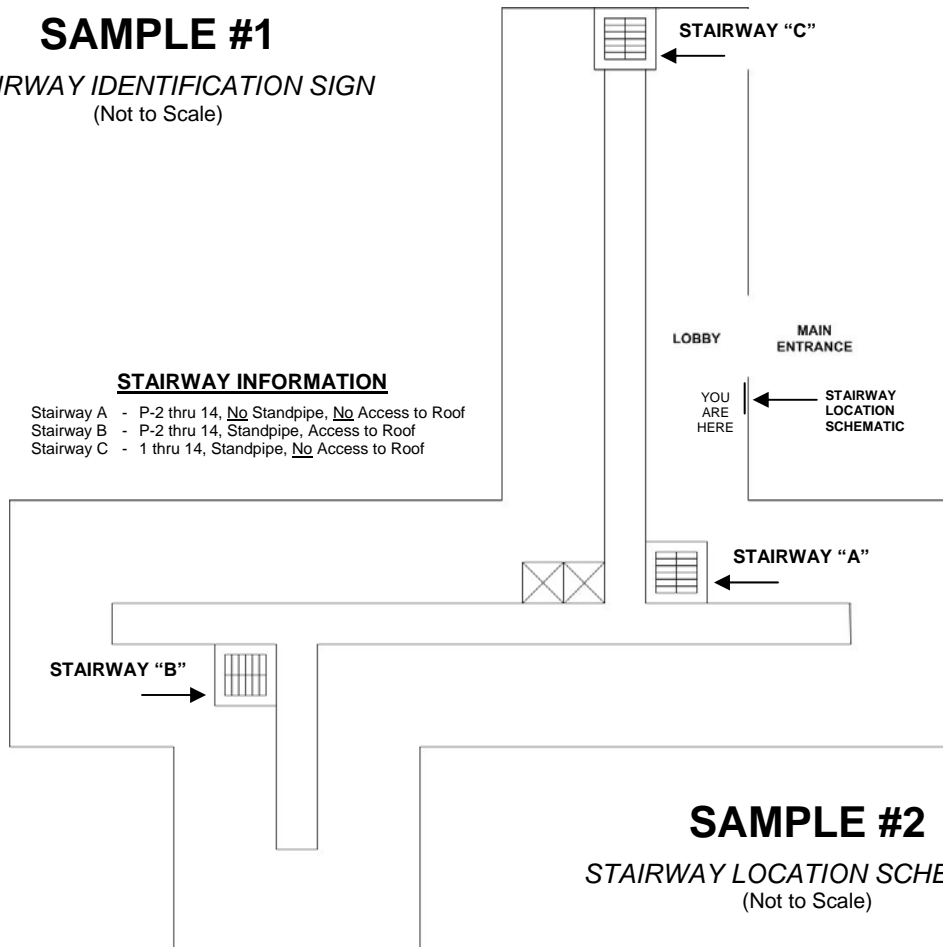 SAMPLE #1
IRWAY IDENTIFICATION SIGN
(Not to Scale)
STAIRWAY “C”
LOBBY
MAIN
ENTRANCE
STAIRWAY INFORMATION
Stairway A - P-2 thru 14, No Standpipe, No Access to Roof
Stairway B - P-2 thru 14, Standpipe, Access to Roof
Stairway C - 1 thru 14, Standpipe, No Access to Roof
YOU
ARE
HERE
STAIRWAY
LOCATION
SCHEMATIC
STAIRWAY “A”
STAIRWAY “B”
SAMPLE #2
STAIRWAY LOCATION SCHE
(Not to Scale)